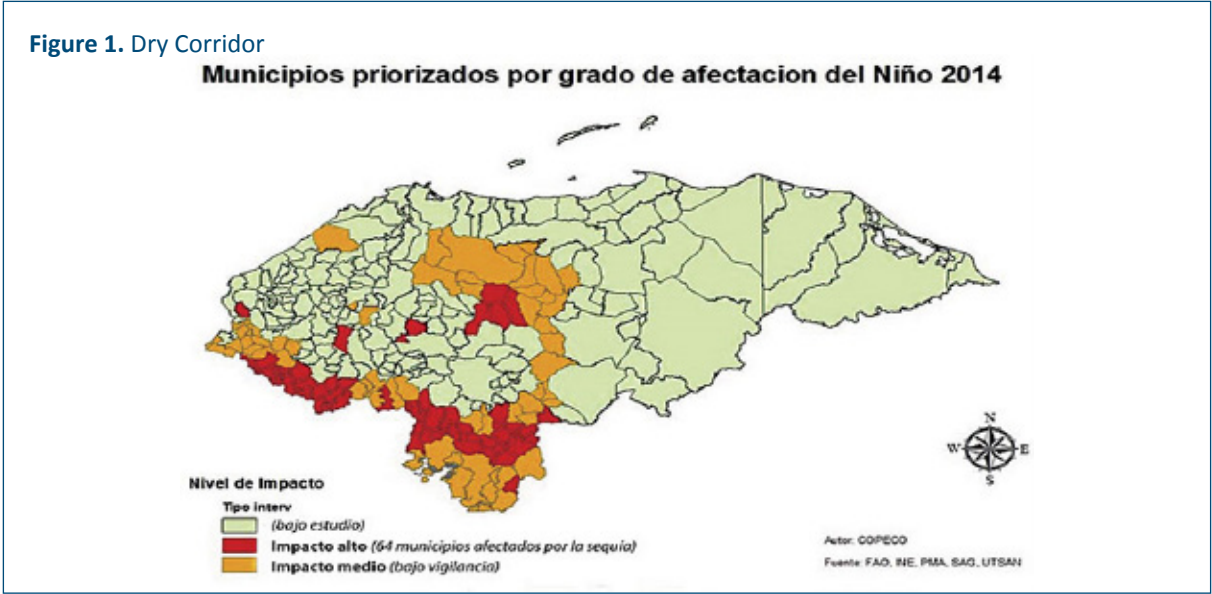 Figure 1. Dry Corridor
Municipios priorizados por grado de afectacion del Niño 2014
N
W E
S
Nivel de Impacto
Tipo interv
(bajo estudio)
Impacto alto (64 municipios afectados por la sequia)
Impacto medio (bajo vigilancia)
Autor: COPECO
Fuente: FAO, INE, PMA, SAG, UTSAN